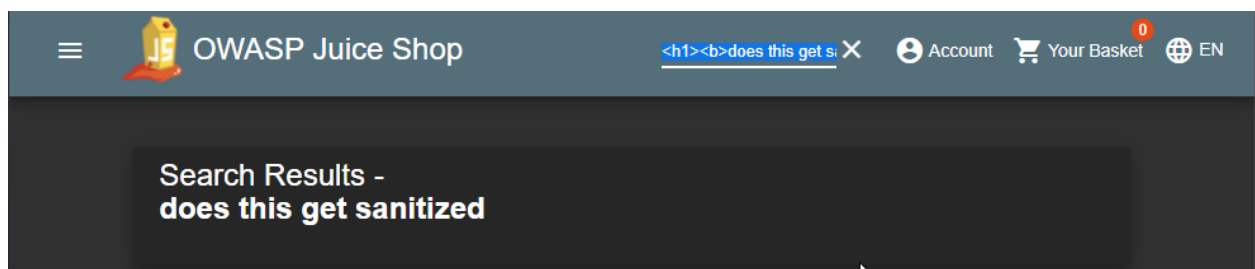 0
JS OWASP Juice Shop <h1><b>does this get sa Account Your Basket EN
Search Results -
does this get sanitized